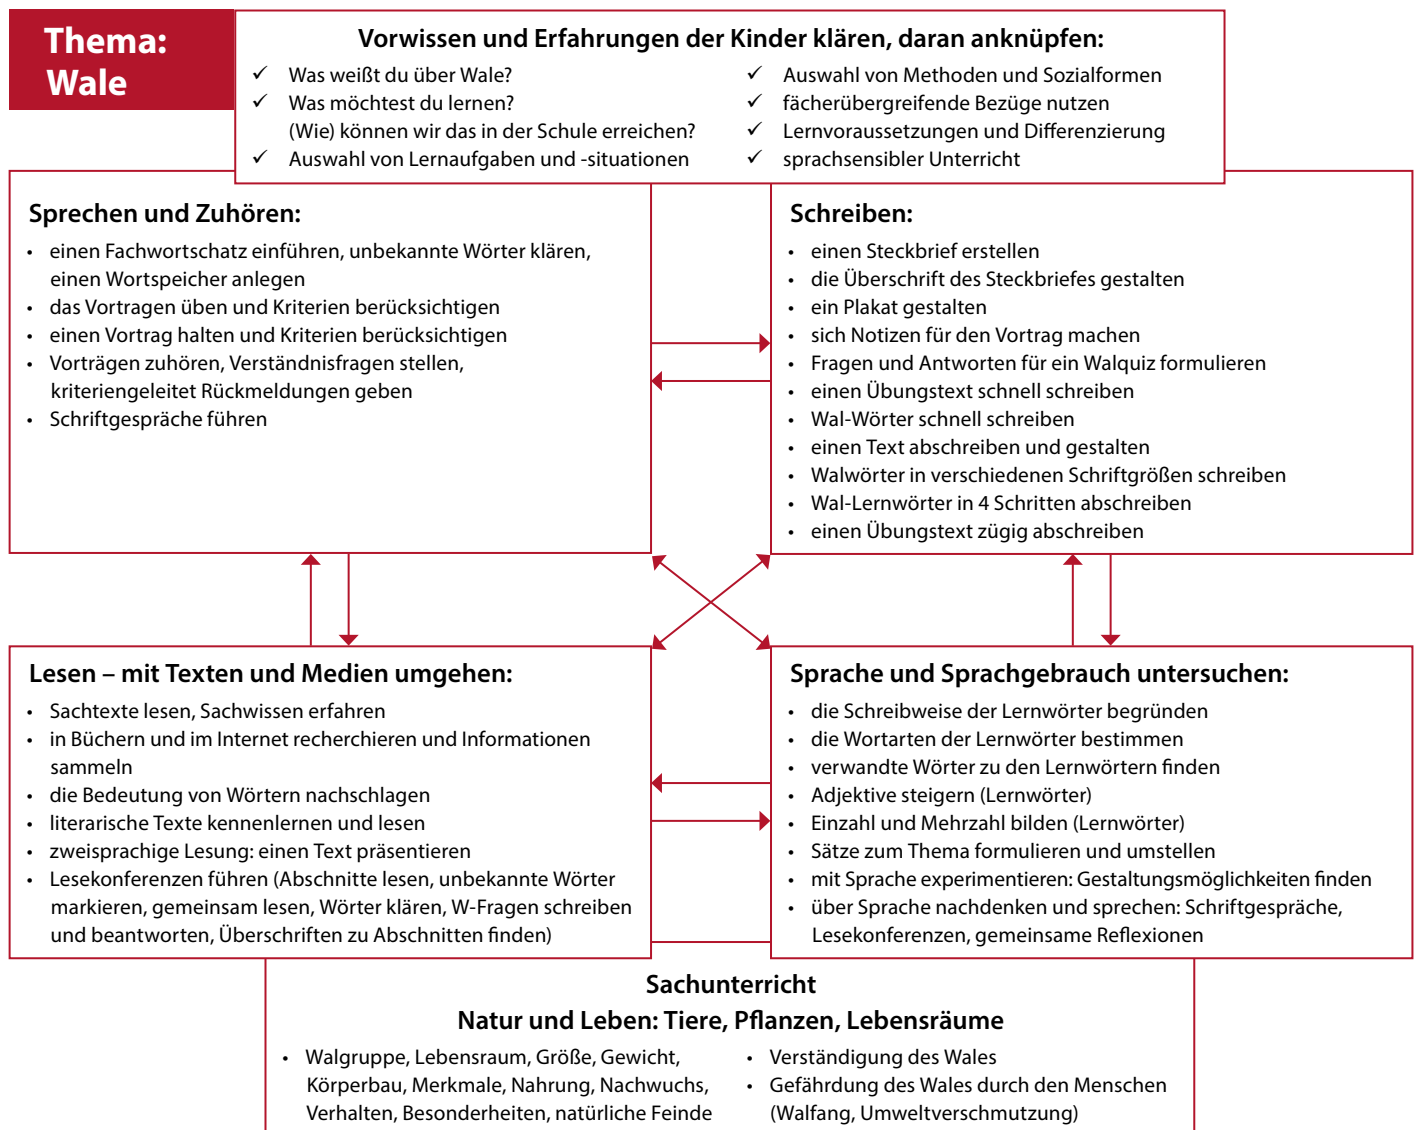 Thema:
Wale
Vorwissen und Erfahrungen der Kinder klären, daran anknüpfen:
✓ Was weißt du über Wale?
✓ Was möchtest du lernen?
(Wie) können wir das in der Schule erreichen?
✓ Auswahl von Lernaufgaben und -situationen
✓ Auswahl von Methoden und Sozialformen
✓ fächerübergreifende Bezüge nutzen
✓ Lernvoraussetzungen und Differenzierung
✓ sprachsensibler Unterricht
Sprechen und Zuhören:
• einen Fachwortschatz einführen, unbekannte Wörter klären,
einen Wortspeicher anlegen
• das Vortragen üben und Kriterien berücksichtigen
• einen Vortrag halten und Kriterien berücksichtigen
• Vorträgen zuhören, Verständnisfragen stellen,
kriteriengeleitet Rückmeldungen geben
• Schriftgespräche führen
Schreiben:
• einen Steckbrief erstellen
• die Überschrift des Steckbriefes gestalten
• ein Plakat gestalten
• sich Notizen für den Vortrag machen
• Fragen und Antworten für ein Walquiz formulieren
• einen Übungstext schnell schreiben
• Wal-Wörter schnell schreiben
• einen Text abschreiben und gestalten
• Walwörter in verschiedenen Schriftgrößen schreiben
• Wal-Lernwörter in 4 Schritten abschreiben
• einen Übungstext zügig abschreiben
Lesen – mit Texten und Medien umgehen:
• Sachtexte lesen, Sachwissen erfahren
• in Büchern und im Internet recherchieren und Informationen
sammeln
• die Bedeutung von Wörtern nachschlagen
• literarische Texte kennenlernen und lesen
• zweisprachige Lesung: einen Text präsentieren
• Lesekonferenzen führen (Abschnitte lesen, unbekannte Wörter
markieren, gemeinsam lesen, Wörter klären, W-Fragen schreiben
und beantworten, Überschriften zu Abschnitten finden)
Sprache und Sprachgebrauch untersuchen:
• die Schreibweise der Lernwörter begründen
• die Wortarten der Lernwörter bestimmen
• verwandte Wörter zu den Lernwörtern finden
• Adjektive steigern (Lernwörter)
• Einzahl und Mehrzahl bilden (Lernwörter)
• Sätze zum Thema formulieren und umstellen
• mit Sprache experimentieren: Gestaltungsmöglichkeiten finden
• über Sprache nachdenken und sprechen: Schriftgespräche,
Lesekonferenzen, gemeinsame Reflexionen
Sachunterricht
Natur und Leben: Tiere, Pflanzen, Lebensräume
• Walgruppe, Lebensraum, Größe, Gewicht,
Körperbau, Merkmale, Nahrung, Nachwuchs,
Verhalten, Besonderheiten, natürliche Feinde
• Verständigung des Wales
• Gefährdung des Wales durch den Menschen
(Walfang, Umweltverschmutzung)